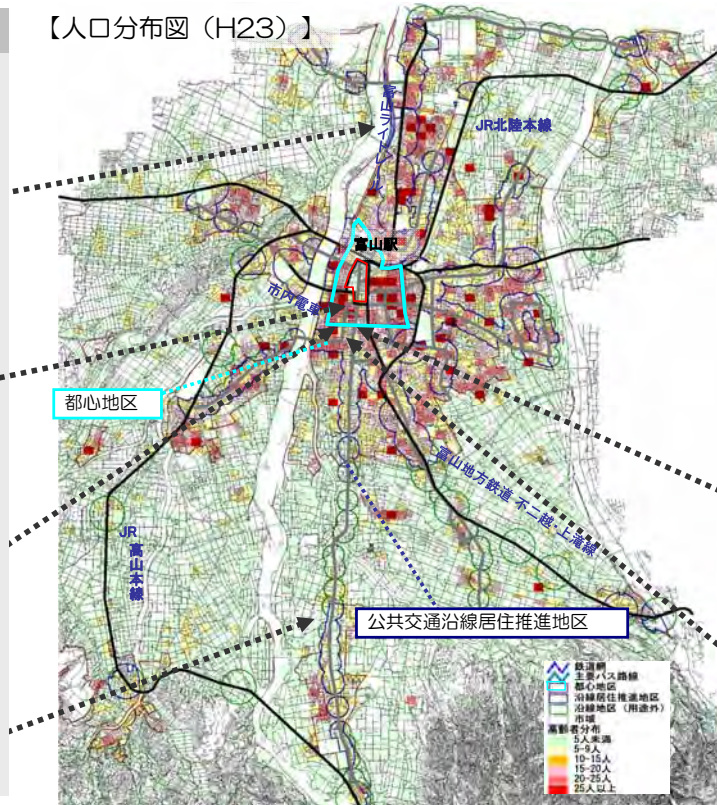 【人口分布図（H23）】
富山ライトレール
JR北陸本線
富山駅
市内電車
都心地区
富山地方鉄道 不二越・上滝線
JR
高山本線
公共交通沿線居住推進地区
鉄道網
主要バス路線
都心地区
沿線居住推進地区
沿線地区（用途外）
市域
高齢者分布
5人未満
5-9人
10-15人
15-20人
20-25人
25人以上